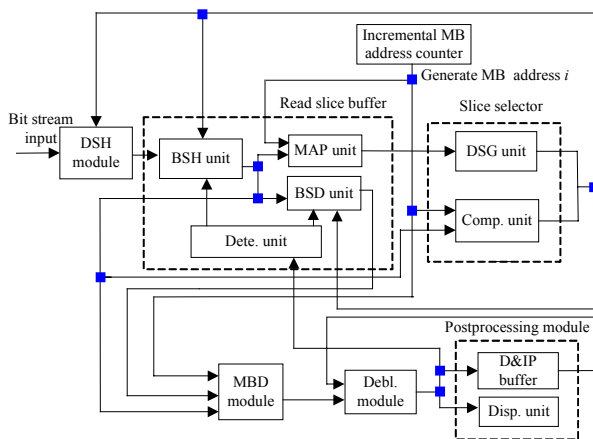 Incremental MB
address counter
Generate MB address i
Bit stream
input
Read slice buffer
Slice selector
DSH
module
BSH unit
MAP unit
DSG unit
BSD unit
Comp. unit
Dete. unit
Postprocessing module
MBD
module
Debl.
module
D&IP
buffer
Disp. unit